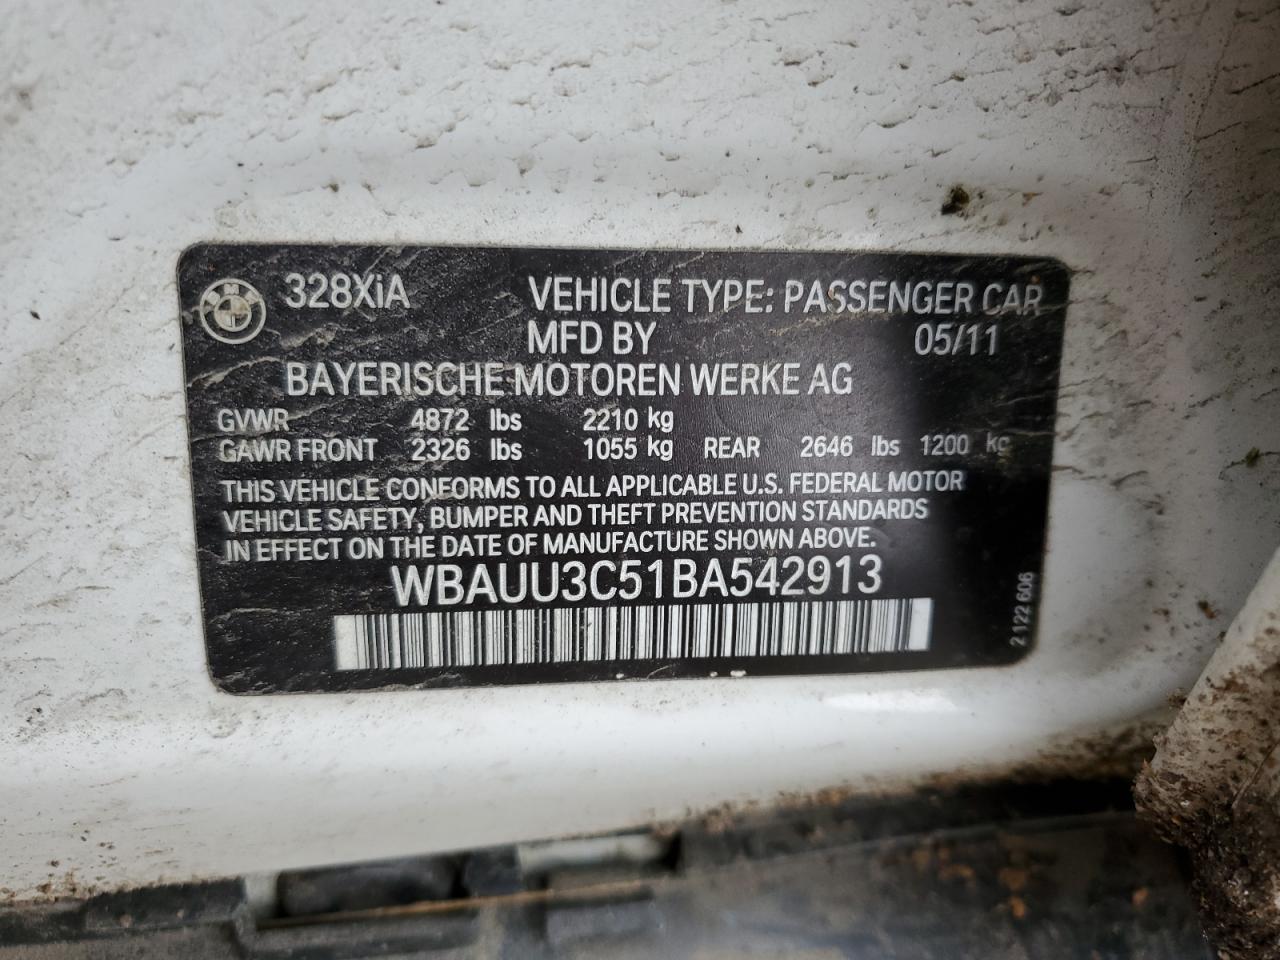 BMW
328XiA VEHICLE TYPE: PASSENGER CAR
MFD BY 05/11
BAYERISCHE MOTOREN WERKE AG
GVWR 4872 lbs 2210 kg
GAWR FRONT 2326 lbs 1055 kg REAR 2646 lbs 1200 kg
THIS VEHICLE CONFORMS TO ALL APPLICABLE U.S. FEDERAL MOTOR
VEHICLE SAFETY, BUMPER AND THEFT PREVENTION STANDARDS
IN EFFECT ON THE DATE OF MANUFACTURE SHOWN ABOVE.
WBAUU3C51BA542913
2 122 606